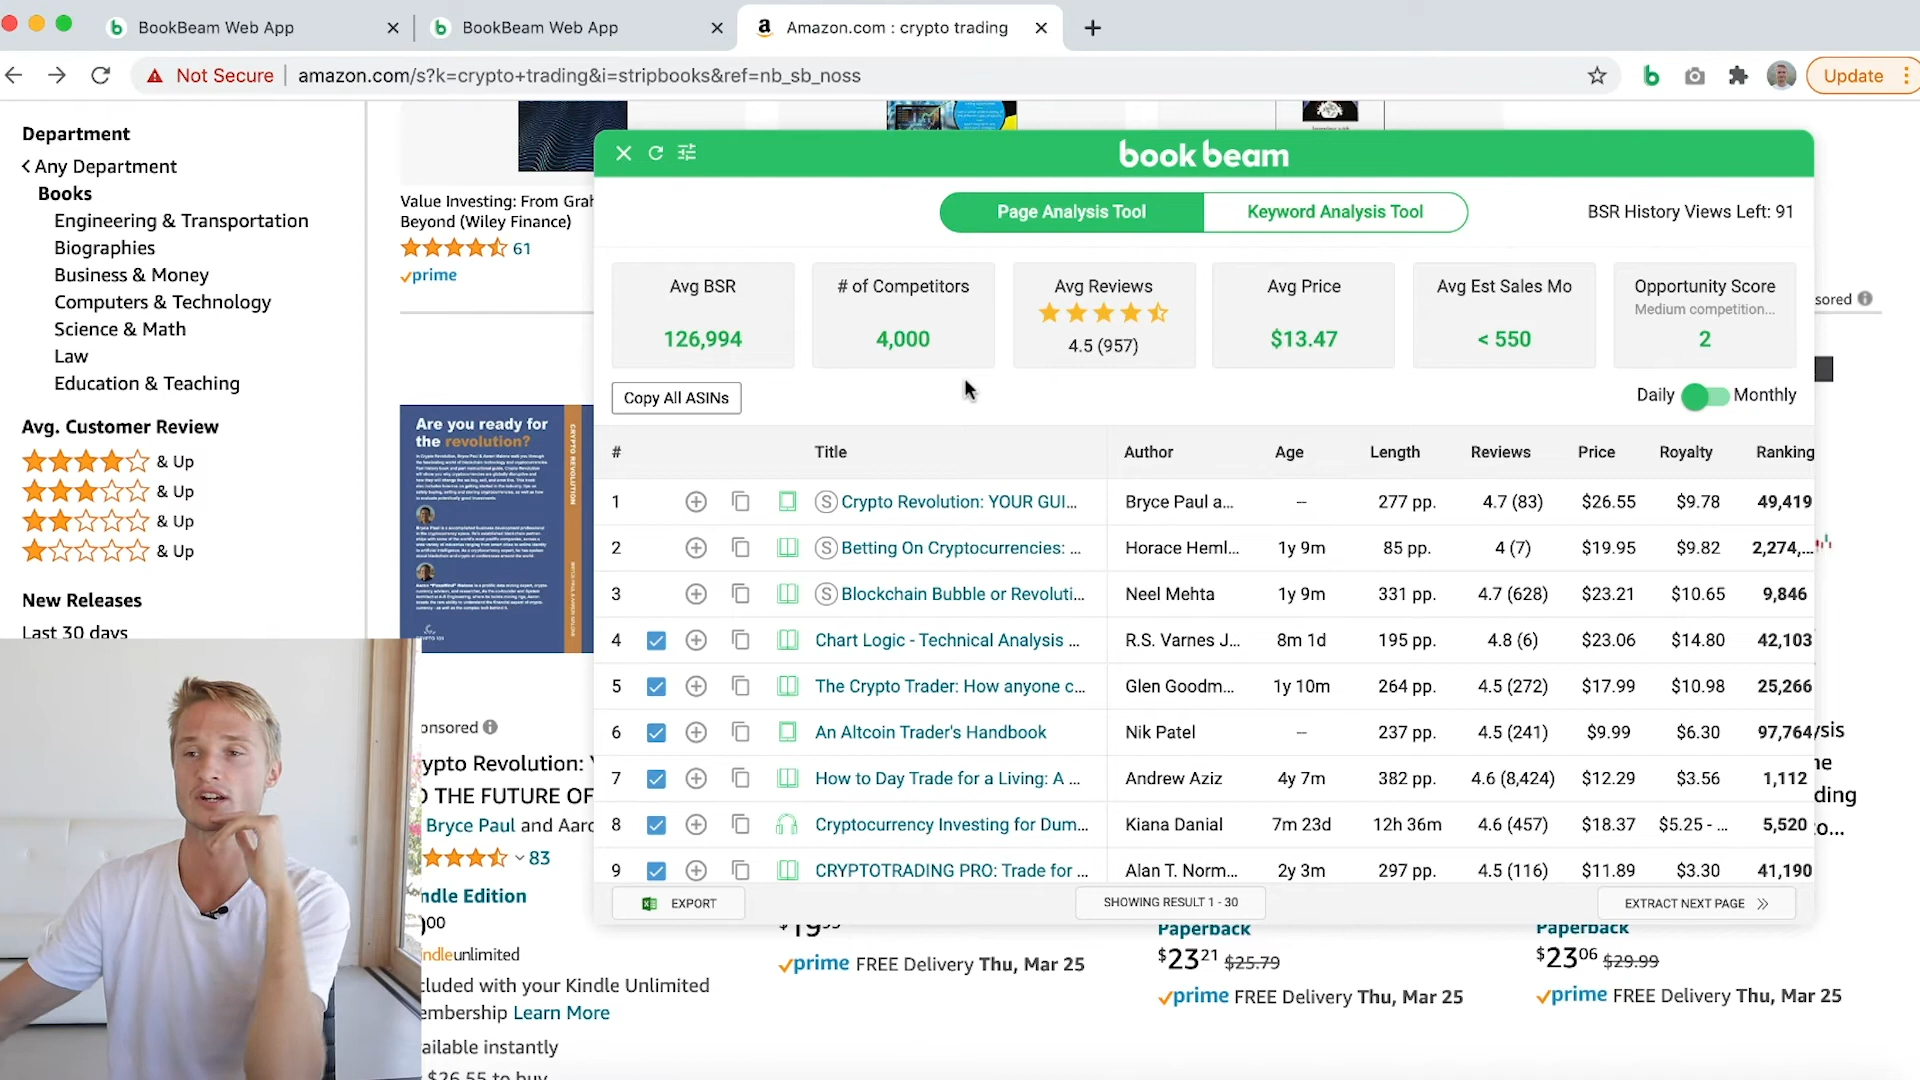 BookBeam Web App
BookBeam Web App
Amazon.com : crypto trading
Not Secure
amazon.com/s?k=crypto+trading&i=stripbooks&ref=nb_sb_noss
Update
Department
Any Department
Books
Engineering & Transportation
Biographies
Business & Money
Computers & Technology
Science & Math
Law
Education & Teaching
Avg. Customer Review
& Up
& Up
& Up
& Up
New Releases
Last 30 days
Value Investing: From
Beyond (Wiley Finance)
61
prime
Are you ready for
the revolution?
CRYPTO REVOLUTION
book beam
Page Analysis Tool
Keyword Analysis Tool
BSR History Views Left: 91
Avg BSR
126,994
# of Competitors
4,000
Avg Reviews
4.5 (957)
Avg Price
$13.47
Avg Est Sales Mo
< 550
Opportunity Score
Medium competition...
2
Copy All ASINs
Daily Monthly
# Title Author Age Length Reviews Price Royalty Ranking
1 S Crypto Revolution: YOUR GUI... Bryce Paul a... -- 277 pp. 4.7 (83) $26.55 $9.78 49,419
2 S Betting On Cryptocurrencies: ... Horace Heml... 1y 9m 85 pp. 4 (7) $19.95 $9.82 2,274,...
3 S Blockchain Bubble or Revoluti... Neel Mehta 1y 9m 331 pp. 4.7 (628) $23.21 $10.65 9,846
4 Chart Logic - Technical Analysis ... R.S. Varnes J... 8m 1d 195 pp. 4.8 (6) $23.06 $14.80 42,103
5 The Crypto Trader: How anyone c... Glen Goodm... 1y 10m 264 pp. 4.5 (272) $17.99 $10.98 25,266
6 An Altcoin Trader's Handbook Nik Patel -- 237 pp. 4.5 (241) $9.99 $6.30 97,764
7 How to Day Trade for a Living: A ... Andrew Aziz 4y 7m 382 pp. 4.6 (8,424) $12.29 $3.56 1,112
8 Cryptocurrency Investing for Dum... Kiana Danial 7m 23d 12h 36m 4.6 (457) $18.37 $5.25 - ... 5,520
9 CRYPTOTRADING PRO: Trade for ... Alan T. Norm... 2y 3m 297 pp. 4.5 (116) $11.89 $3.30 41,190
EXPORT
SHOWING RESULT 1 - 30
EXTRACT NEXT PAGE
sored
ysis
ding
onsored
ypto Revolution:
THE FUTURE OF
Bryce Paul and
83
ndle Edition
00
ndleunlimited
cluded with your Kindle Unlimited
embership Learn More
ailable instantly
$26.55 to buy
prime FREE Delivery Thu, Mar 25
Paperback
$23 21 $25.79
prime FREE Delivery Thu, Mar 25
Paperback
$23 06 $29.99
prime FREE Delivery Thu, Mar 25